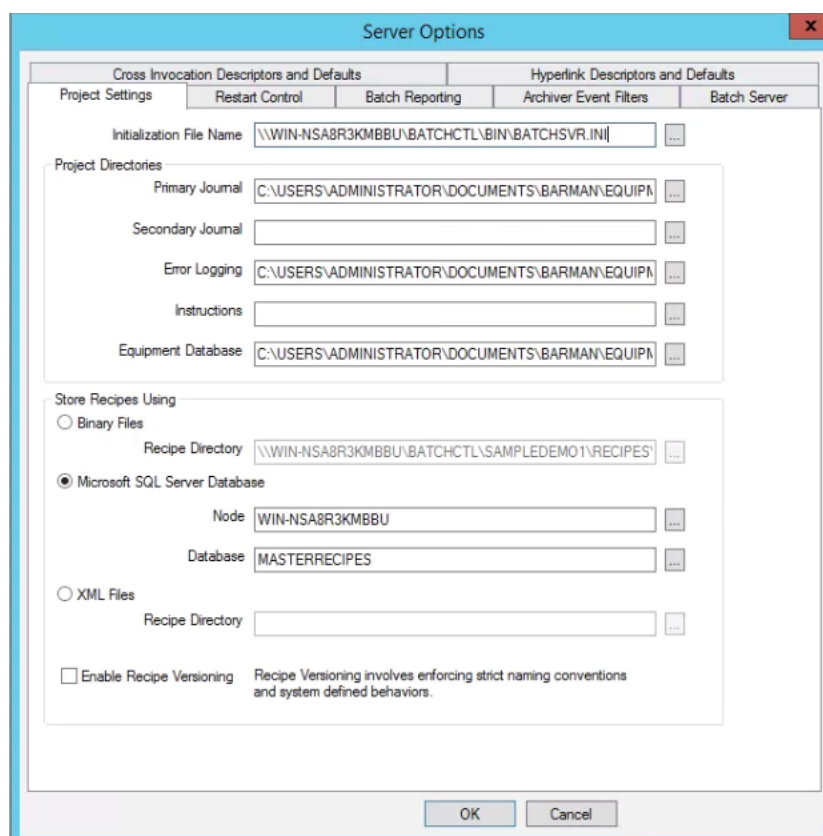 Server Options
x
Cross Invocation Descriptors and Defaults
Hyperlink Descriptors and Defaults
Project Settings
Restart Control
Batch Reporting
Archiver Event Filters
Batch Server
Initialization File Name
\\WIN-NSA8R3KMBBU\BATCHCTL\BIN\BATCHSVR.INI
...
Project Directories
Primary Journal
C:\USERS\ADMINISTRATOR\DOCUMENTS\BARMAN\EQUIPM
...
Secondary Journal
...
Error Logging
C:\USERS\ADMINISTRATOR\DOCUMENTS\BARMAN\EQUIPM
...
Instructions
...
Equipment Database
C:\USERS\ADMINISTRATOR\DOCUMENTS\BARMAN\EQUIPM
...
Store Recipes Using
Binary Files
Recipe Directory
\\WIN-NSA8R3KMBBU\BATCHCTL\SAMPLEDEMO1\RECIPES\
...
Microsoft SQL Server Database
Node
WIN-NSA8R3KMBBU
...
Database
MASTERRECIPES
...
XML Files
Recipe Directory
...
Enable Recipe Versioning
Recipe Versioning involves enforcing strict naming conventions
and system defined behaviors.
OK
Cancel